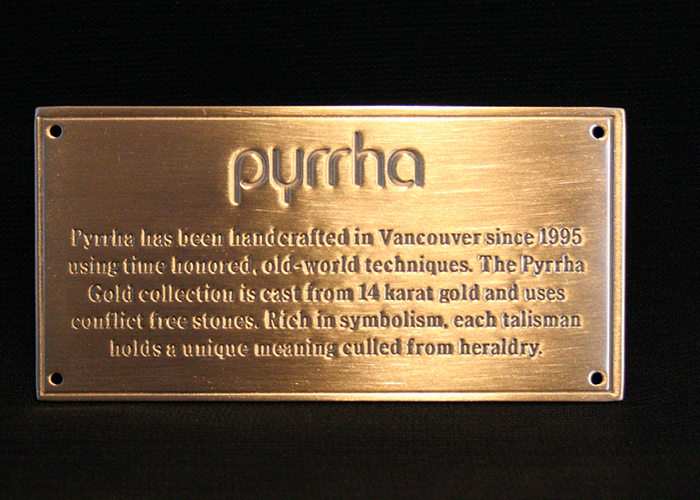 pyrrha
Pyrrha has been handcrafted in Vancouver since 1995
using time honored, old-world techniques. The Pyrrha
Gold collection is cast from 14 karat gold and uses
conflict free stones. Rich in symbolism, each talisman
holds a unique meaning culled from heraldry.